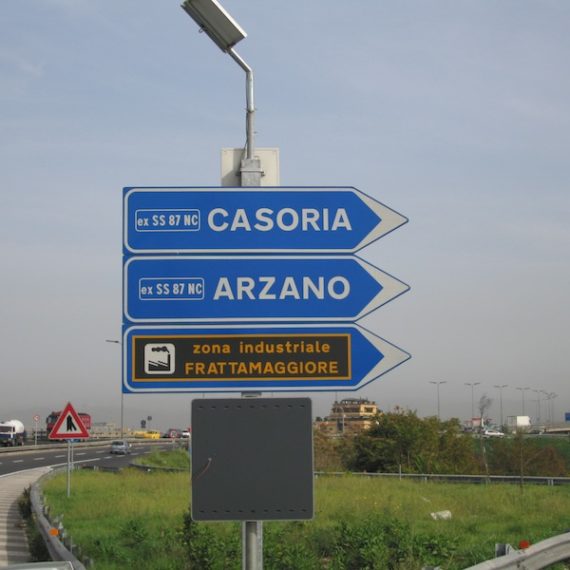 ex SS 87 NC CASORIA
ex SS 87 NC ARZANO
zona industriale
FRATTAMAGGIORE